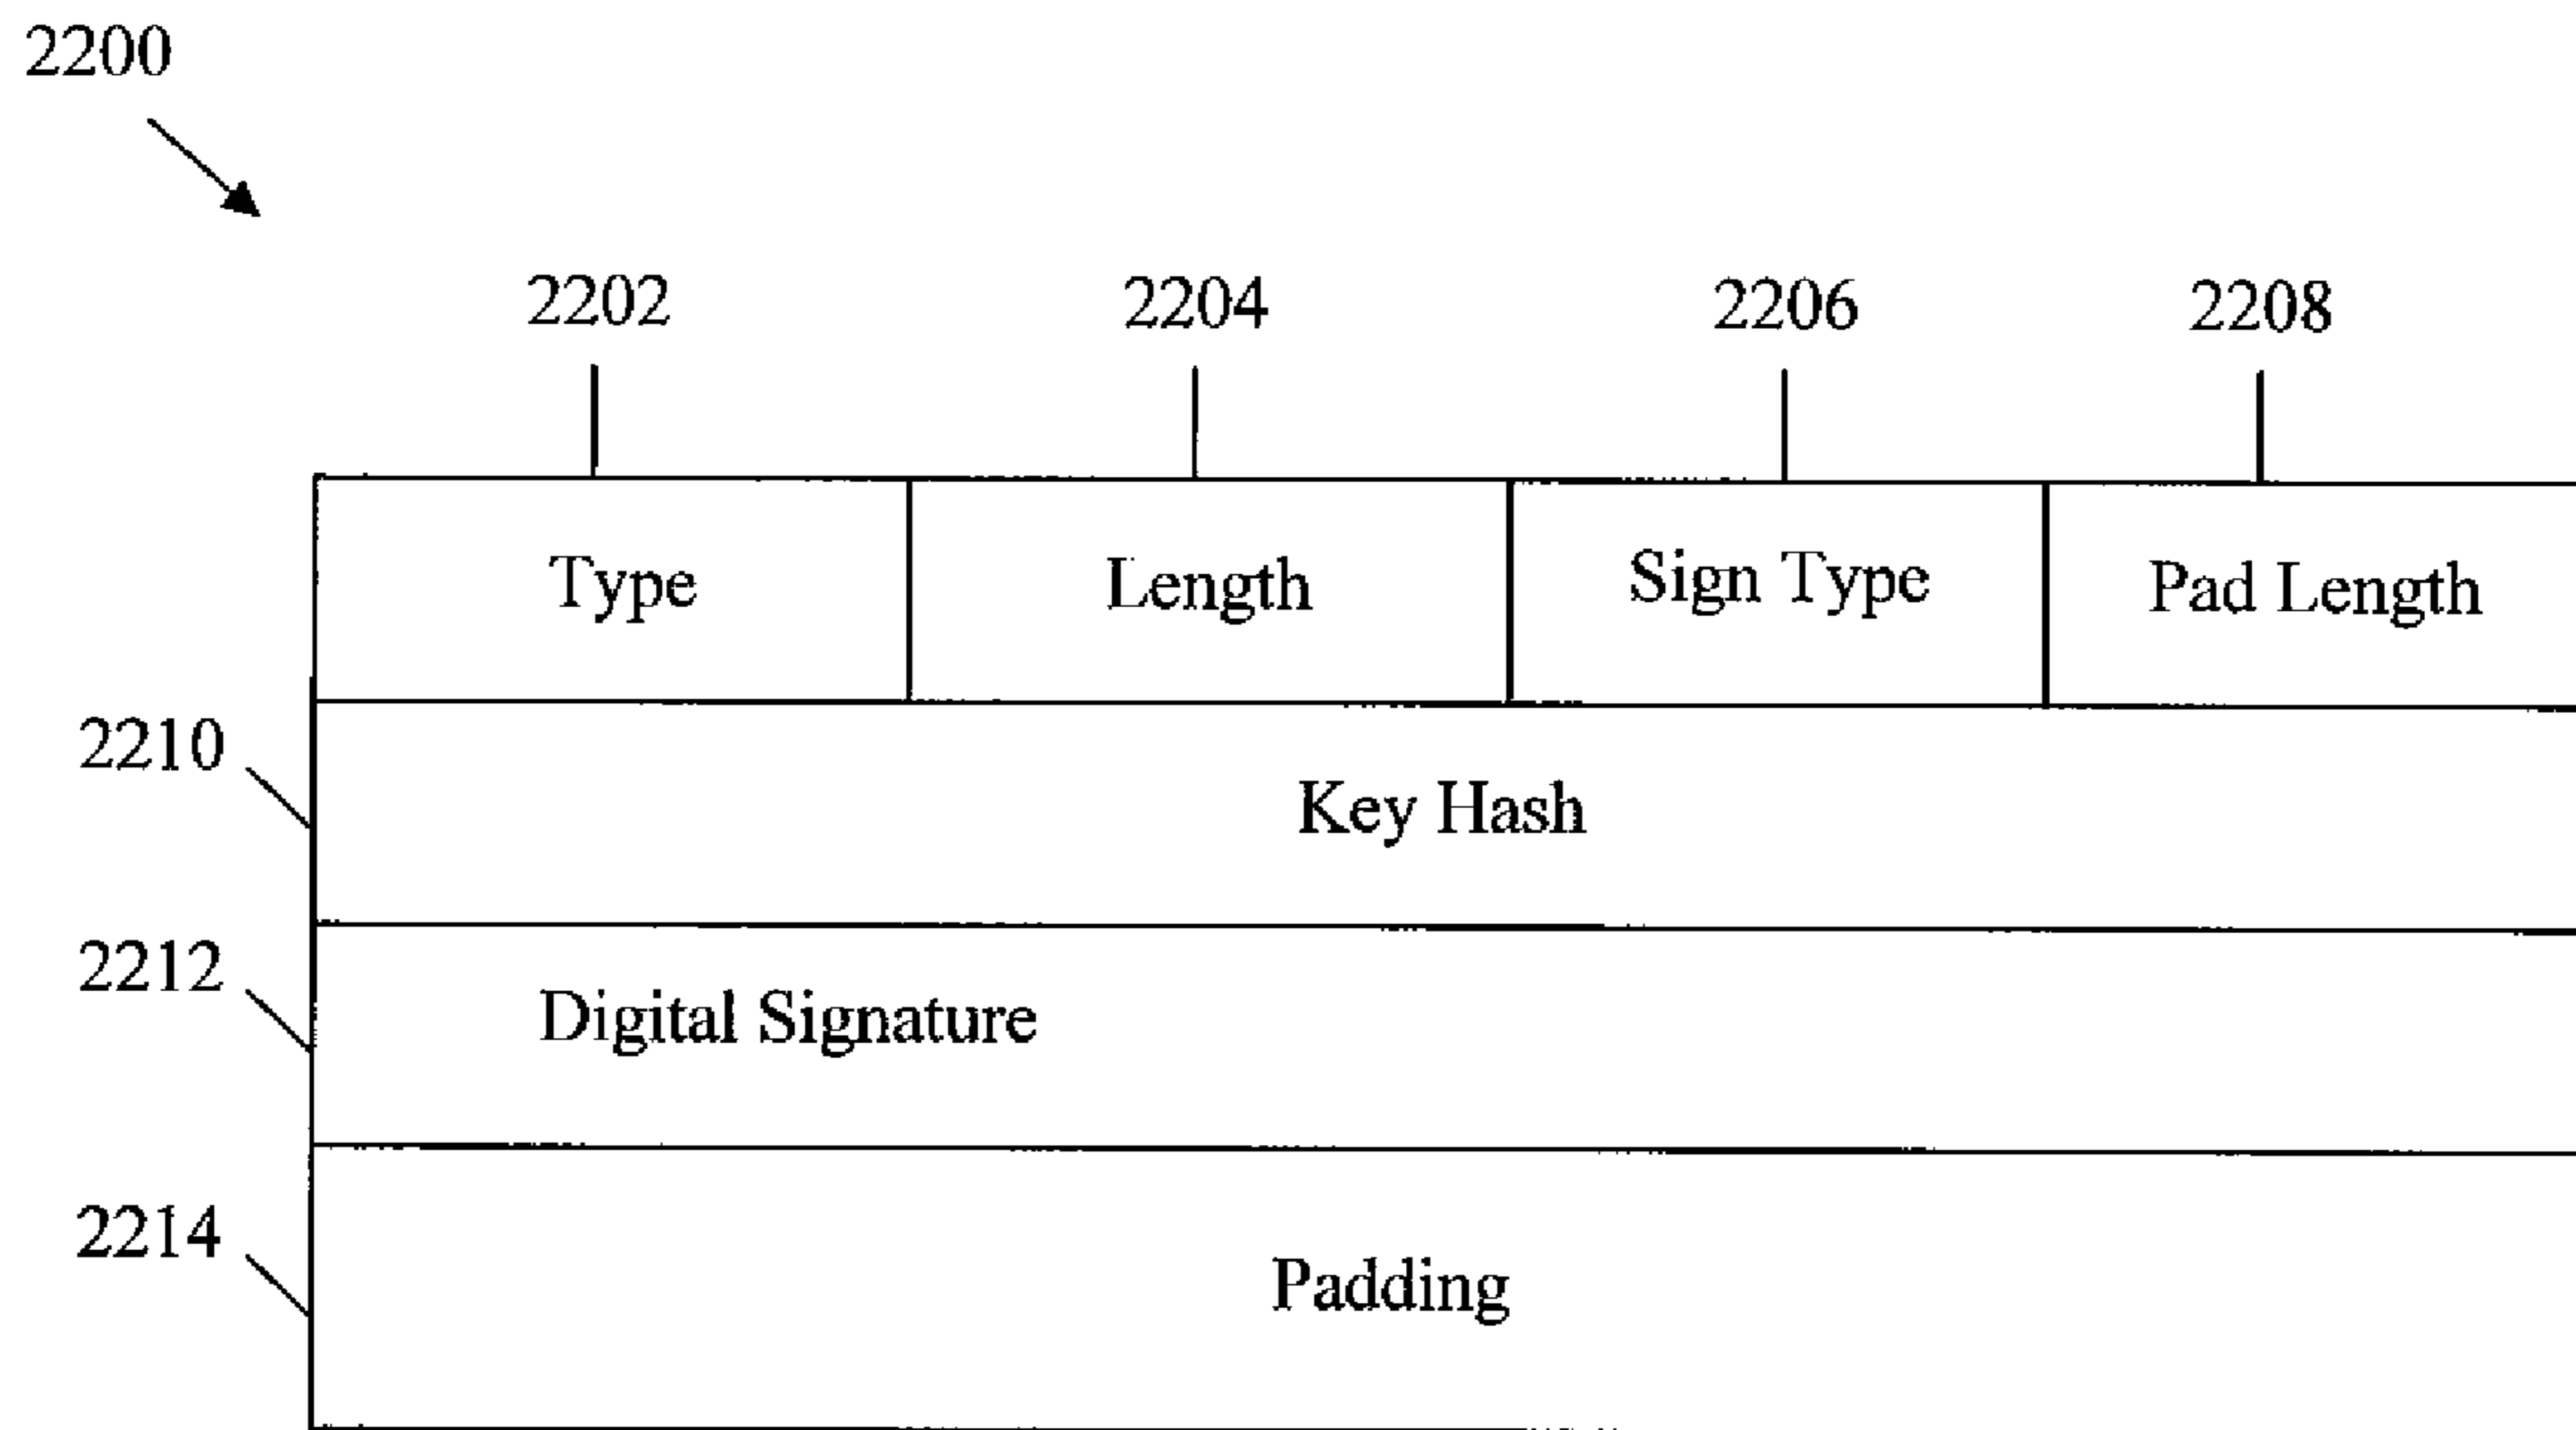 2200
2202 2204 2206 2208
Type Length Sign Type Pad Length
2210
Key Hash
2212
Digital Signature
2214
Padding